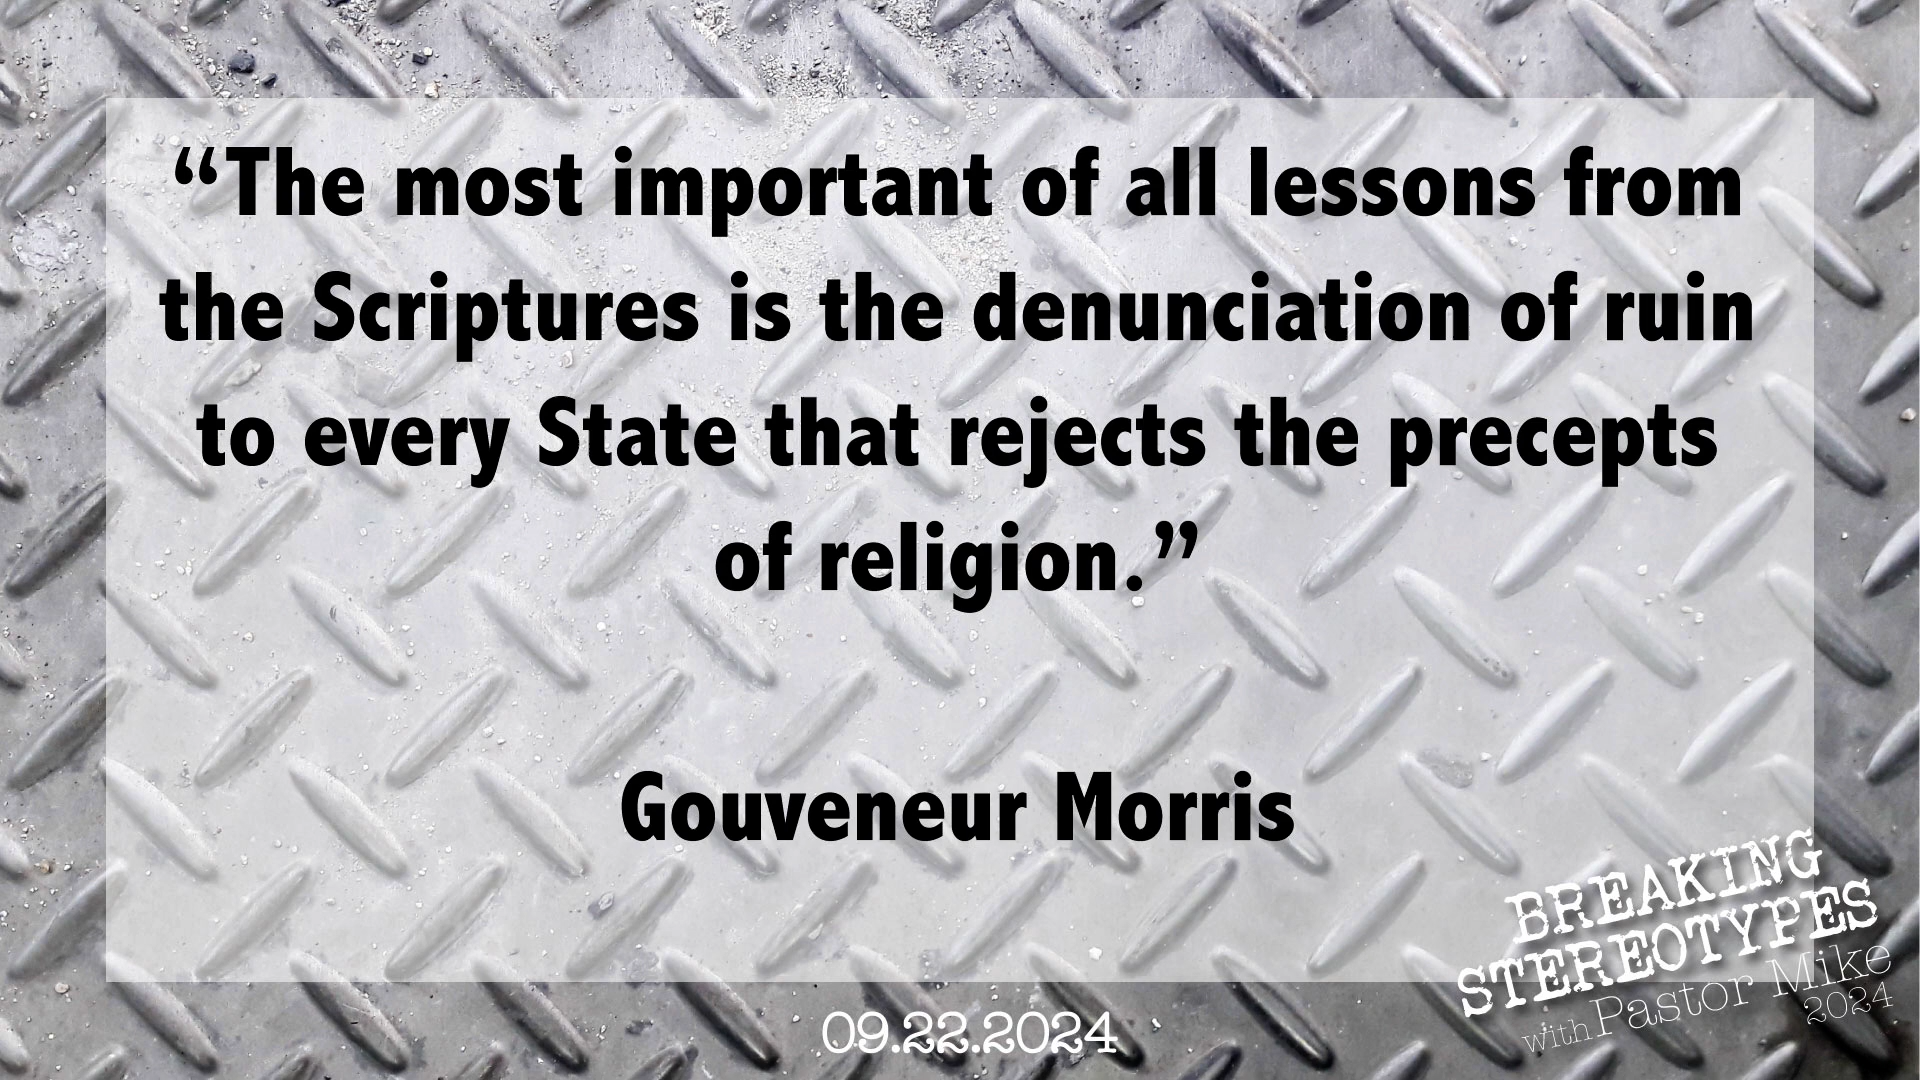 “The most important of all lessons from
the Scriptures is the denunciation of ruin
to every State that rejects the precepts
of religion.”
Gouveneur Morris
BREAKING
STEREOTYPES
with Pastor Mike
2024
09.22.2024